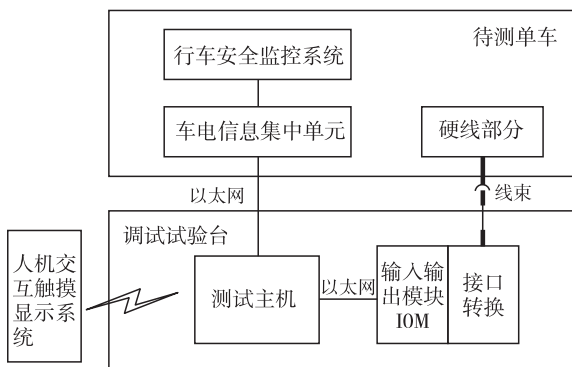 待测单车
行车安全监控系统
车电信息集中单元
硬线部分
以太网
线束
调试试验台
人机交
互触摸
显示系
统
测试主机
以太网
输入输
出模块
IOM
接口
转换